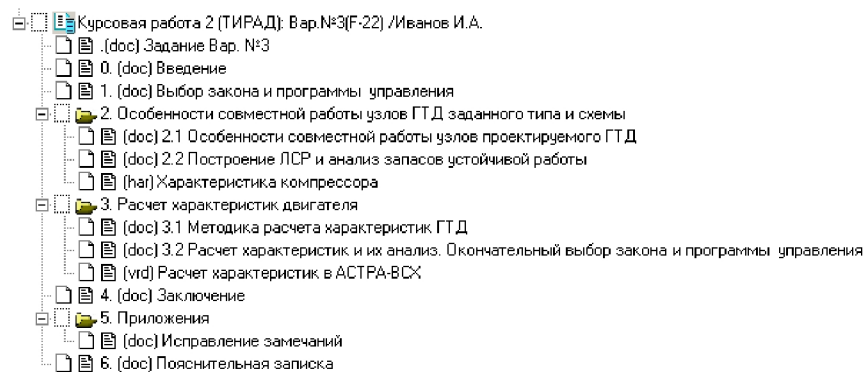 Курсовая работа 2 (ТИРАД): Вар.№3(F-22) /Иванов И.А.
.(doc) Задание Вар. №3
0. (doc) Введение
1. (doc) Выбор закона и программы управления
2. Особенности совместной работы узлов ГТД заданного типа и схемы
(doc) 2.1 Особенности совместной работы узлов проектируемого ГТД
(doc) 2.2 Построение ЛСР и анализ запасов устойчивой работы
(har) Характеристика компрессора
3. Расчет характеристик двигателя
(doc) 3.1 Методика расчета характеристик ГТД
(doc) 3.2 Расчет характеристик и их анализ. Окончательный выбор закона и программы управления
(vrd) Расчет характеристик в АСТРА-ВСХ
4. (doc) Заключение
5. Приложения
(doc) Исправление замечаний
6. (doc) Пояснительная записка